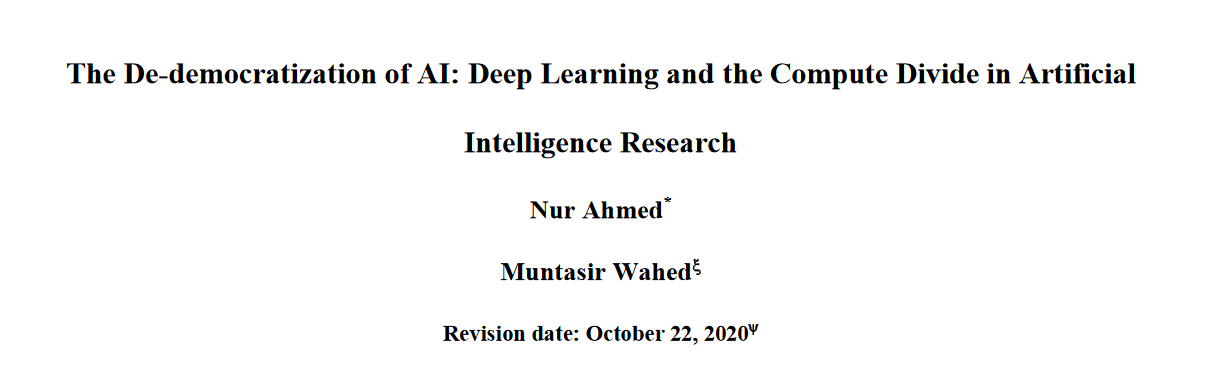 The De-democratization of AI: Deep Learning and the Compute Divide in Artificial
Intelligence Research
Nur Ahmed*
Muntasir Wahedξ
Revision date: October 22, 2020ψ